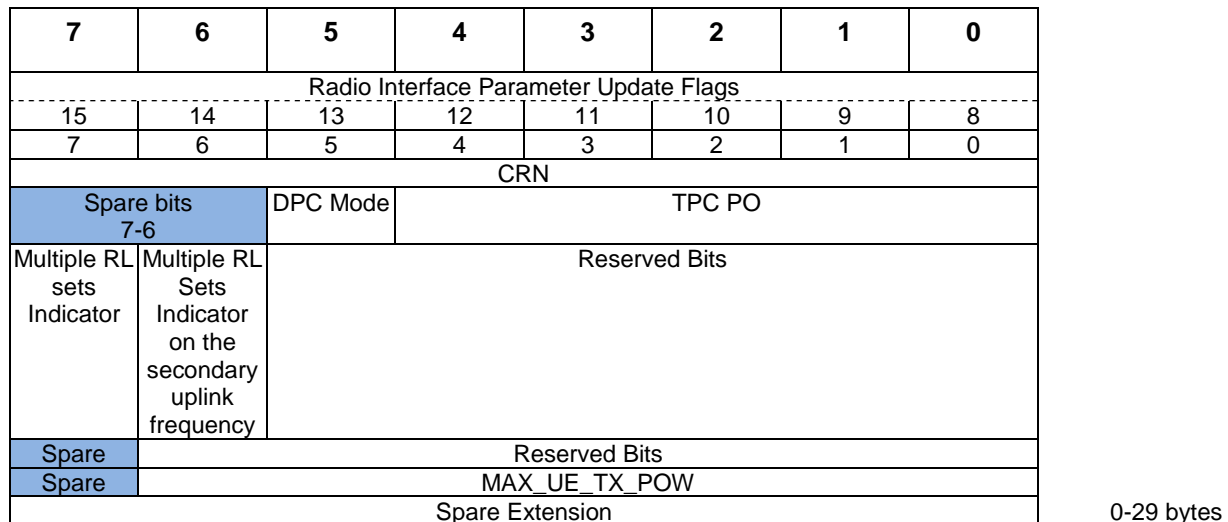 7 6 5 4 3 2 1 0
Radio Interface Parameter Update Flags
15 14 13 12 11 10 9 8
7 6 5 4 3 2 1 0
CRN
Spare bits
7-6
DPC Mode
TPC PO
Multiple RL
sets
Indicator
Multiple RL
Sets
Indicator
on the
secondary
uplink
frequency
Reserved Bits
Spare
Reserved Bits
Spare
MAX_UE_TX_POW
Spare Extension
0-29 bytes